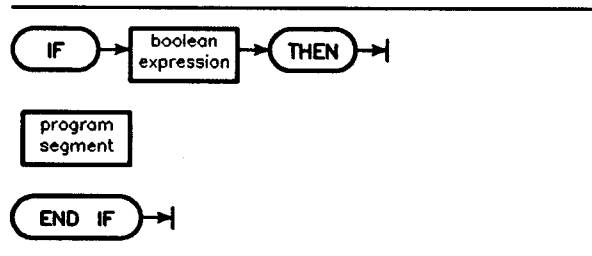 IF boolean expression THEN
program segment
END IF